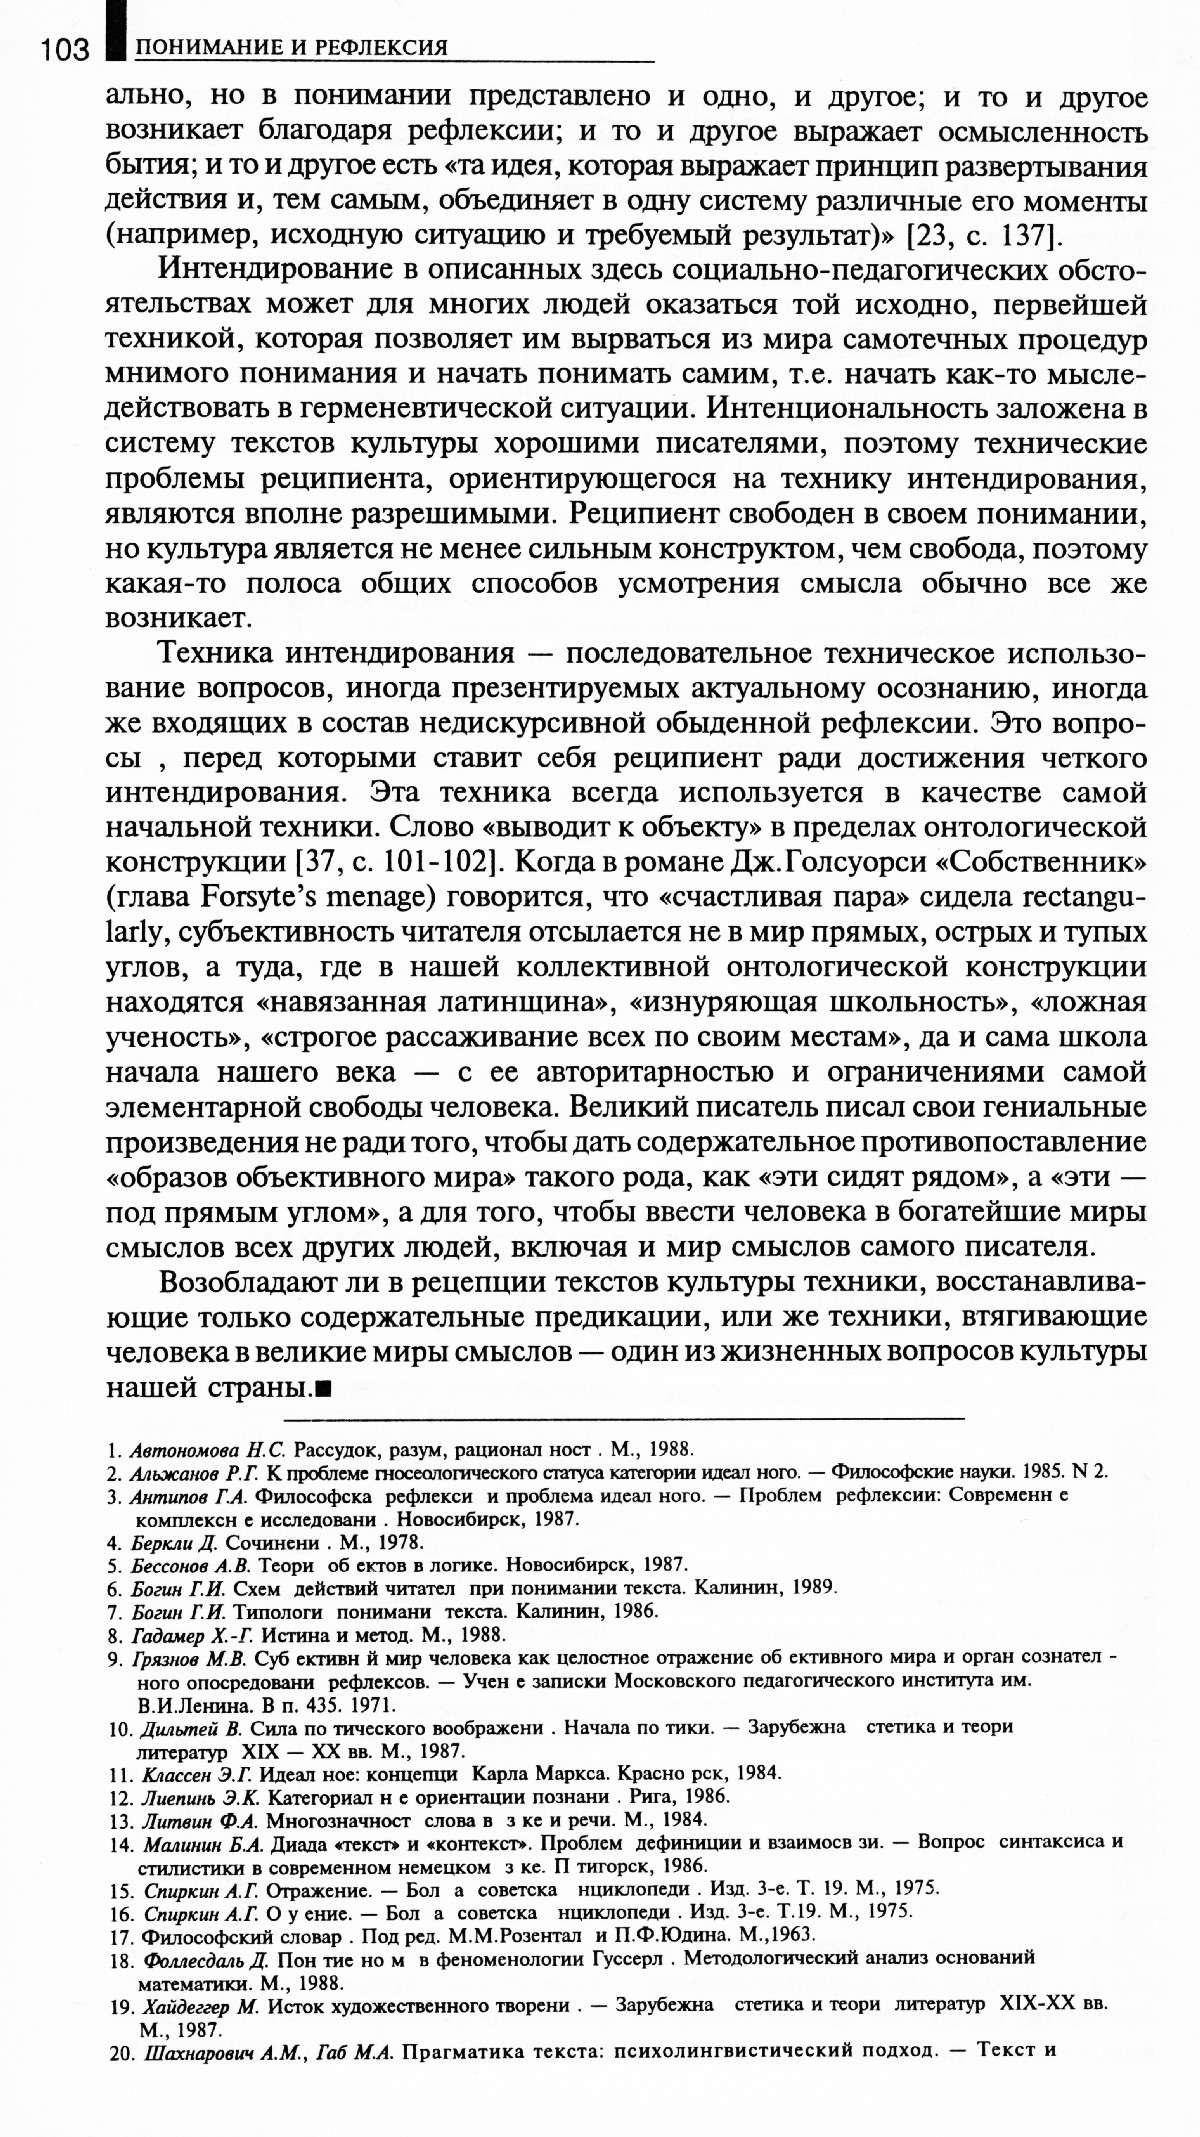 103 ПОНИМАНИЕ И РЕФЛЕКСИЯ
ально, но в понимании представлено и одно, и другое; и то и другое
возникает благодаря рефлексии; и то и другое выражает осмысленность
бытия; и то и другое есть «та идея, которая выражает принцип развертывания
действия и, тем самым, объединяет в одну систему различные его моменты
(например, исходную ситуацию и требуемый результат)» [23, с. 137].
Интендирование в описанных здесь социально-педагогических обсто-
ятельствах может для многих людей оказаться той исходно, первейшей
техникой, которая позволяет им вырваться из мира самотечных процедур
мнимого понимания и начать понимать самим, т.е. начать как-то мысле-
действовать в герменевтической ситуации. Интенциональность заложена в
систему текстов культуры хорошими писателями, поэтому технические
проблемы реципиента, ориентирующегося на технику интендирования,
являются вполне разрешимыми. Реципиент свободен в своем понимании,
но культура является не менее сильным конструктом, чем свобода, поэтому
какая-то полоса общих способов усмотрения смысла обычно все же
возникает.
Техника интендирования — последовательное техническое использо-
вание вопросов, иногда презентируемых актуальному осознанию, иногда
же входящих в состав недискурсивной обыденной рефлексии. Это вопро-
сы , перед которыми ставит себя реципиент ради достижения четкого
интендирования. Эта техника всегда используется в качестве самой
начальной техники. Слово «выводит к объекту» в пределах онтологической
конструкции [37, с. 101-102]. Когда в романе Дж.Голсуорси «Собственник»
(глава Forsyte’s menage) говорится, что «счастливая пара» сидела rectangu-
larly, субъективность читателя отсылается не в мир прямых, острых и тупых
углов, а туда, где в нашей коллективной онтологической конструкции
находятся «навязанная латинщина», «изнуряющая школьность», «ложная
ученость», «строгое рассаживание всех по своим местам», да и сама школа
начала нашего века — с ее авторитарностью и ограничениями самой
элементарной свободы человека. Великий писатель писал свои гениальные
произведения не ради того, чтобы дать содержательное противопоставление
«образов объективного мира» такого рода, как «эти сидят рядом», а «эти —
под прямым углом», а для того, чтобы ввести человека в богатейшие миры
смыслов всех других людей, включая и мир смыслов самого писателя.
Возобладают ли в рецепции текстов культуры техники, восстанавлива-
ющие только содержательные предикации, или же техники, втягивающие
человека в великие миры смыслов — один из жизненных вопросов культуры
нашей страны.■
1. Автономова Н.С. Рассудок, разум, рационал ност . М., 1988.
2. Альжанов Р.Г. К проблеме гносеологического статуса категории идеал ного. — Философские науки. 1985. N 2.
3. Антипов Г.А. Философска рефлекси и проблема идеал ного. — Проблем рефлексии: Современн е
комплексн е исследовани . Новосибирск, 1987.
4. Беркли Д. Сочинени . М., 1978.
5. Бессонов А.В. Теори об ектов в логике. Новосибирск, 1987.
6. Богин Г.И. Схем действий читател при понимании текста. Калинин, 1989.
7. Богин Г.И. Типологи понимани текста. Калинин, 1986.
8. Гадамер Х.-Г. Истина и метод. М., 1988.
9. Грязнов М.В. Суб ективн й мир человека как целостное отражение об ективного мира и орган сознател -
ного опосредовани рефлексов. — Учен е записки Московского педагогического института им.
В.И.Ленина. В п. 435. 1971.
10. Дильтей В. Сила по тического воображени . Начала по тики. — Зарубежна стетика и теори
литератур XIX — XX вв. М., 1987.
11. Классен Э.Г. Идеал ное: концепци Карла Маркса. Красно рск, 1984.
12. Лиепинь Э.К. Категориал н е ориентации познани . Рига, 1986.
13. Литвин Ф.А. Многозначност слова в з ке и речи. М., 1984.
14. Малинин Б.А. Диада «текст» и «контекст». Проблем дефиниции и взаимосв зи. — Вопрос синтаксиса и
стилистики в современном немецком з ке. П тигорск, 1986.
15. Спиркин А.Г. Отражение. — Бол а советска нциклопеди . Изд. 3-е. Т. 19. М., 1975.
16. Спиркин А.Г. О у ение. — Бол а советска нциклопеди . Изд. 3-е. Т.19. М., 1975.
17. Философский словар . Под ред. М.М.Розентал и П.Ф.Юдина. М.,1963.
18. Фоллесдаль Д. Пон тие но м в феноменологии Гуссерл . Методологический анализ оснований
математики. М., 1988.
19. Хайдеггер М. Исток художественного творени . — Зарубежна стетика и теори литератур XIX-XX вв.
М., 1987.
20. Шахнарович А.М., Габ М.А. Прагматика текста: психолингвистический подход. — Текст и